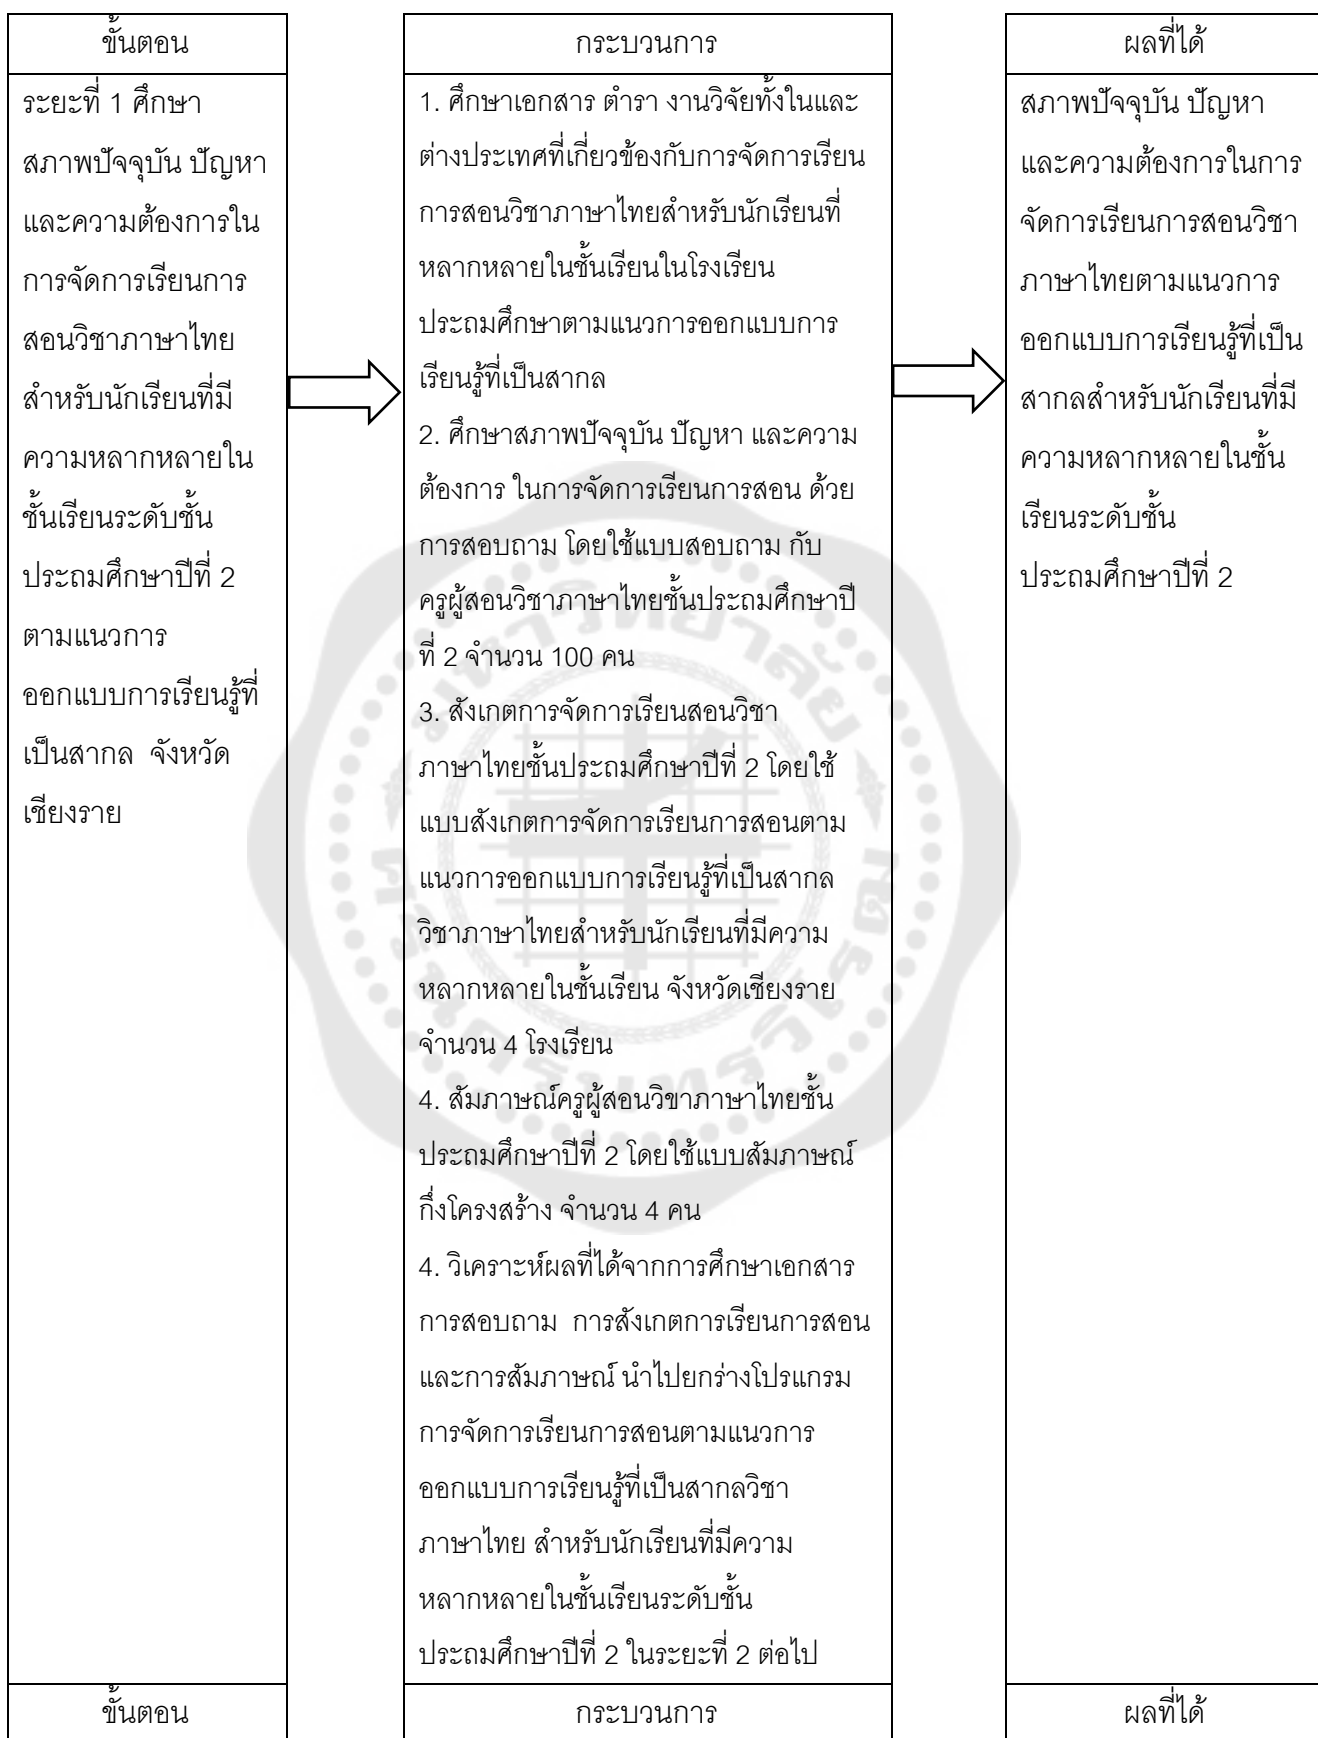 ขั้นตอน
ระยะที่ 1 ศึกษา
สภาพปัจจุบัน ปัญหา
และความต้องการใน
การจัดการเรียนการ
สอนวิชาภาษาไทย
สำหรับนักเรียนที่มี
ความหลากหลายใน
ชั้นเรียนระดับชั้น
ประถมศึกษาปีที่ 2
ตามแนวการ
ออกแบบการเรียนรู้ที่
เป็นสากล จังหวัด
เชียงราย
กระบวนการ
1. ศึกษาเอกสาร ตำรา งานวิจัยทั้งในและ
ต่างประเทศที่เกี่ยวข้องกับการจัดการเรียน
การสอนวิชาภาษาไทยสำหรับนักเรียนที่
หลากหลายในชั้นเรียนในโรงเรียน
ประถมศึกษาตามแนวการออกแบบการ
เรียนรู้ที่เป็นสากล
2. ศึกษาสภาพปัจจุบัน ปัญหา และความ
ต้องการ ในการจัดการเรียนการสอน ด้วย
การสอบถาม โดยใช้แบบสอบถาม กับ
ครูผู้สอนวิชาภาษาไทยชั้นประถมศึกษาปี
ที่ 2 จำนวน 100 คน
3. สังเกตการจัดการเรียนสอนวิชา
ภาษาไทยชั้นประถมศึกษาปีที่ 2 โดยใช้
แบบสังเกตการจัดการเรียนการสอนตาม
แนวการออกแบบการเรียนรู้ที่เป็นสากล
วิชาภาษาไทยสำหรับนักเรียนที่มีความ
หลากหลายในชั้นเรียน จังหวัดเชียงราย
จำนวน 4 โรงเรียน
4. สัมภาษณ์ครูผู้สอนวิขาภาษาไทยชั้น
ประถมศึกษาปีที่ 2 โดยใช้แบบสัมภาษณ์
กึ่งโครงสร้าง จำนวน 4 คน
4. วิเคราะห์ผลที่ได้จากการศึกษาเอกสาร
การสอบถาม การสังเกตการเรียนการสอน
และการสัมภาษณ์ นำไปยกร่างโปรแกรม
การจัดการเรียนการสอนตามแนวการ
ออกแบบการเรียนรู้ที่เป็นสากลวิชา
ภาษาไทย สำหรับนักเรียนที่มีความ
หลากหลายในชั้นเรียนระดับชั้น
ประถมศึกษาปีที่ 2 ในระยะที่ 2 ต่อไป
ผลที่ได้
สภาพปัจจุบัน ปัญหา
และความต้องการในการ
จัดการเรียนการสอนวิชา
ภาษาไทยตามแนวการ
ออกแบบการเรียนรู้ที่เป็น
สากลสำหรับนักเรียนที่มี
ความหลากหลายในชั้น
เรียนระดับชั้น
ประถมศึกษาปีที่ 2
ขั้นตอน
กระบวนการ
ผลที่ได้
มหาวิทยาลัย
ศรีนครินทรวิโรฒ